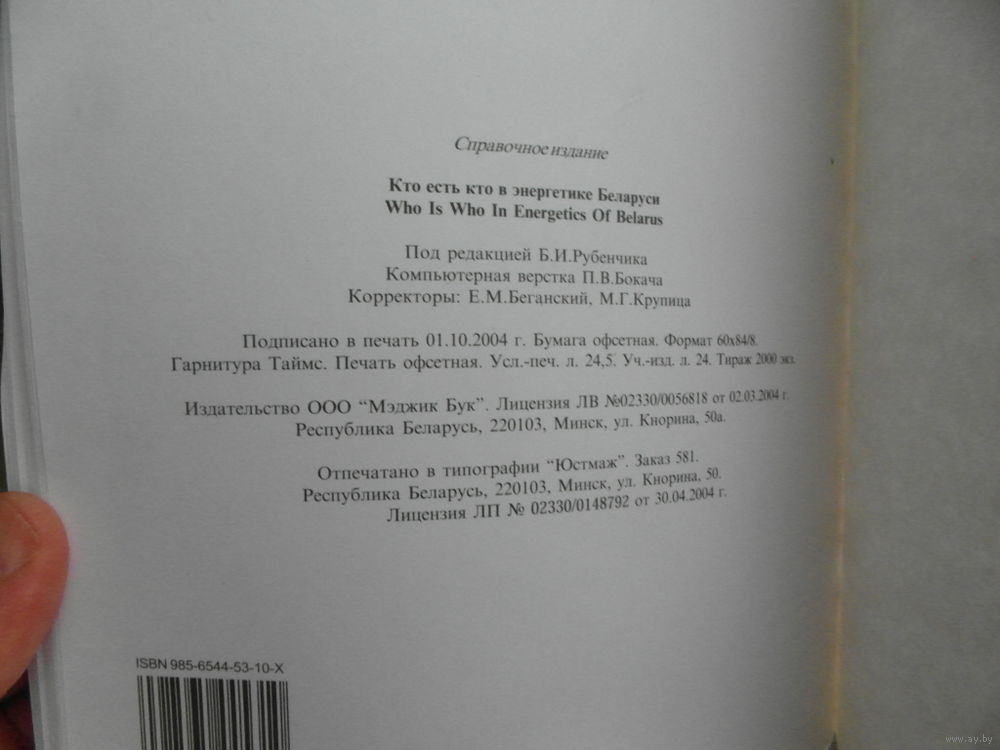 Справочное издание
Кто есть кто в энергетике Беларуси
Who Is Who In Energetics Of Belarus
Под редакцией Б.И.Рубенчика
Компьютерная верстка П.В.Бокача
Корректоры: Е.М.Беганский, М.Г.Крупица
Подписано в печать 01.10.2004 г. Бумага офсетная. Формат 60x84/8.
Гарнитура Таймс. Печать офсетная. Усл.-печ. л. 24,5. Уч.-изд. л. 24. Тираж 2000 экз.
Издательство ООО “Мэджик Бук”. Лицензия ЛВ №02330/0056818 от 02.03.2004 г.
Республика Беларусь, 220103, Минск, ул. Кнорина, 50а.
Отпечатано в типографии “Юстмаж”. Заказ 581.
Республика Беларусь, 220103, Минск, ул. Кнорина, 50.
Лицензия ЛП № 02330/0148792 от 30.04.2004 г.
ISBN 985-6544-53-10-X
www.ay.by